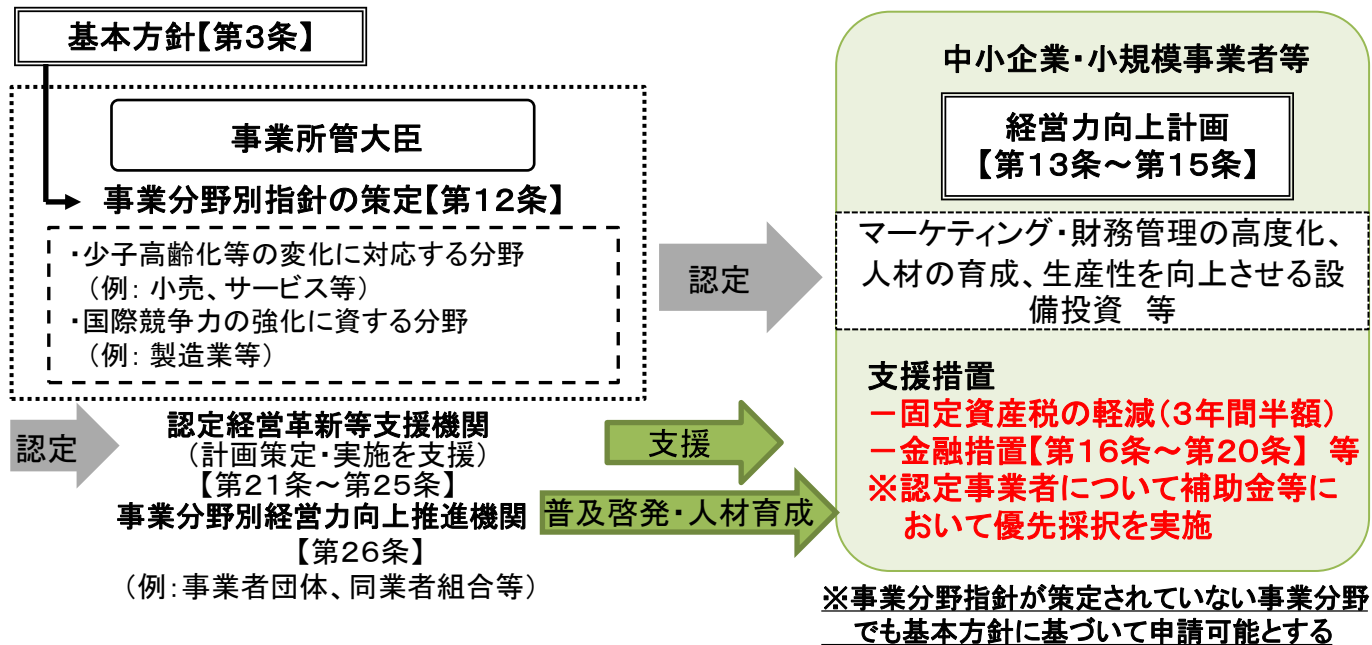 基本方針【第3条】
事業所管大臣
事業分野別指針の策定【第12条】
・少子高齢化等の変化に対応する分野
（例：小売、サービス等）
・国際競争力の強化に資する分野
（例：製造業等）
認定
認定
認定経営革新等支援機関
（計画策定・実施を支援）
【第21条～第25条】
事業分野別経営力向上推進機関
【第26条】
（例：事業者団体、同業者組合等）
支援
普及啓発・人材育成
中小企業・小規模事業者等
経営力向上計画
【第13条～第15条】
マーケティング・財務管理の高度化、
人材の育成、生産性を向上させる設
備投資　等
支援措置
－固定資産税の軽減（3年間半額）
－金融措置【第16条～第20条】 等
※認定事業者について補助金等に
おいて優先採択を実施
※事業分野指針が策定されていない事業分野
でも基本方針に基づいて申請可能とする